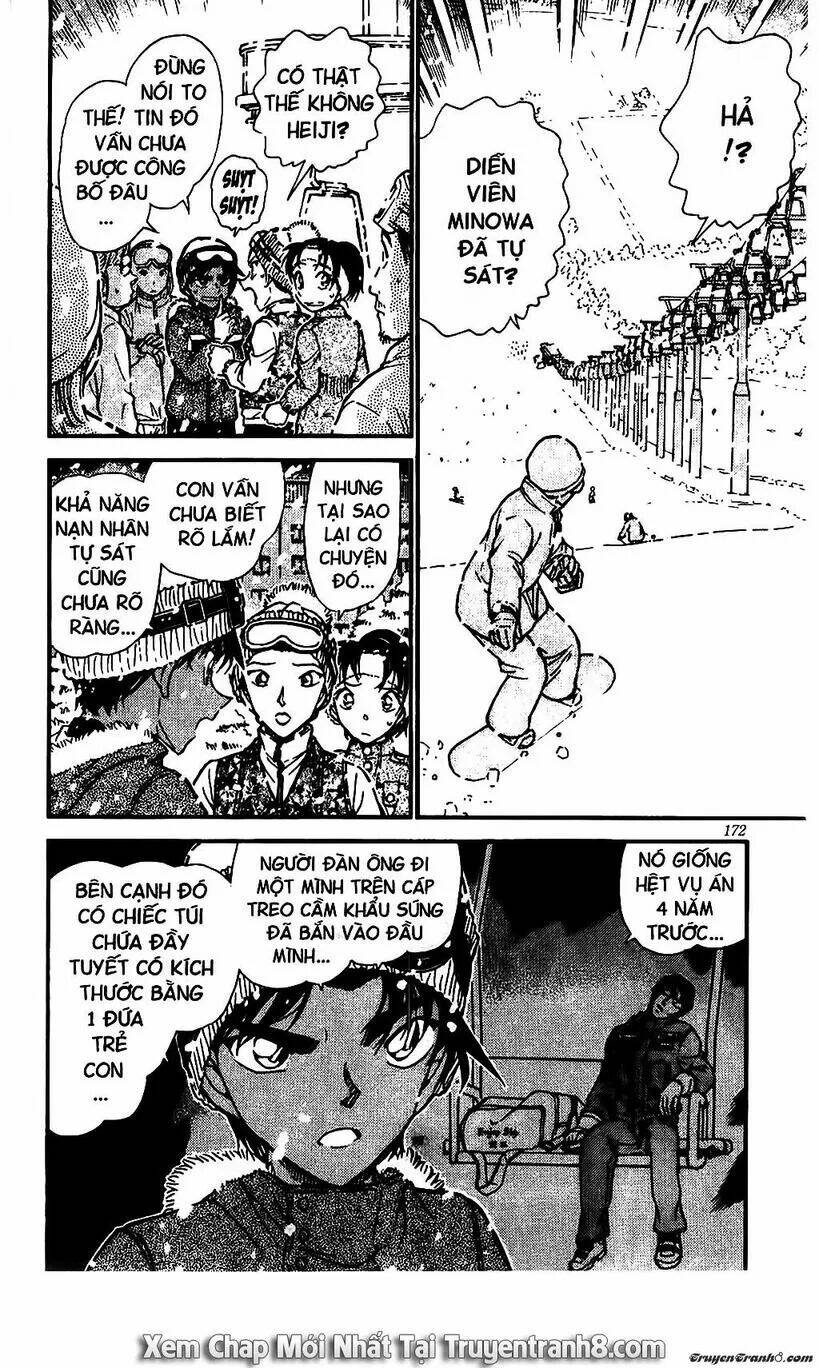 HẢ
!?
DIỄN
VIÊN
MINOWA
ĐÃ TỰ
SÁT?
CÓ THẬT
THẾ KHÔNG
HEIJI?
SUỴT
SUỴT!
ĐỪNG
NÓI TO
THẾ! TIN ĐÓ
VẪN CHƯA
ĐƯỢC CÔNG
BỐ ĐÂU
...
NHƯNG
TẠI SAO
LẠI CÓ
CHUYỆN
ĐÓ...
CON VẪN
CHƯA BIẾT
RÕ LẮM!
KHẢ NĂNG
NẠN NHÂN
TỰ SÁT
CŨNG
CHƯA RÕ
RÀNG...
172
NÓ GIỐNG
HỆT VỤ ÁN
4 NĂM
TRƯỚC...
NGƯỜI ĐÀN ÔNG ĐI
MỘT MÌNH TRÊN CÁP
TREO CẦM KHẨU SÚNG
ĐÃ BẮN VÀO ĐẦU
MÌNH...
BÊN CẠNH ĐÓ
CÓ CHIẾC TÚI
CHỨA ĐẦY
TUYẾT CÓ KÍCH
THƯỚC BẰNG
1 ĐỨA
TRẺ
CON
...
Xem Chap Mới Nhất Tại Truyentranh8.com
TruyenTranh8.com